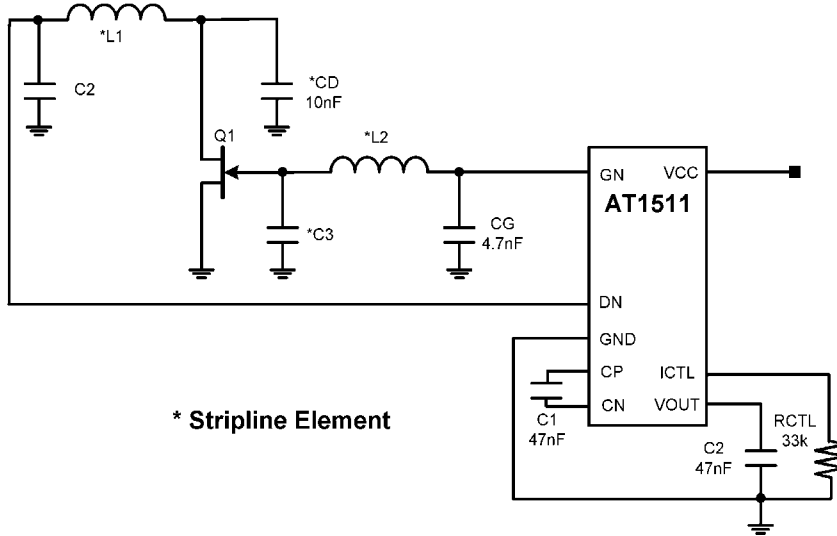 *L1
C2
*CD
10nF
Q1
*L2
*C3
CG
4.7nF
GN
VCC
AT1511
DN
GND
CP
CN
ICTL
VOUT
C1
47nF
C2
47nF
RCTL
33k
* Stripline Element